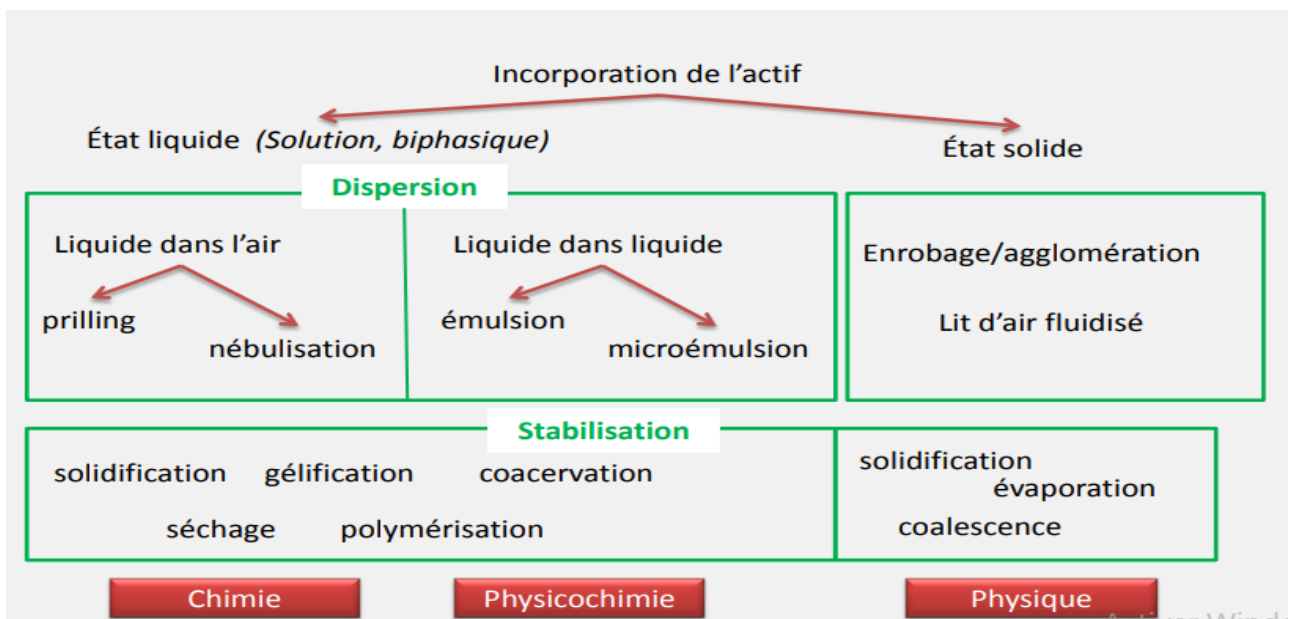 Incorporation de l'actif
État liquide (Solution, biphasique)
État solide
Dispersion
Liquide dans l'air
Liquide dans liquide
Enrobage/agglomération
prilling
émulsion
Lit d'air fluidisé
nébulisation
microémulsion
Stabilisation
solidification gélification coacervation
solidification
évaporation
séchage polymérisation
coalescence
Chimie
Physicochimie
Physique